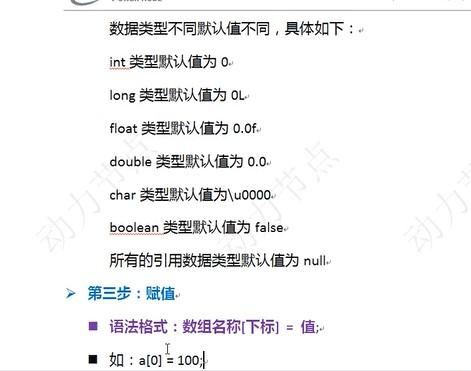 数据类型不同默认值不同，具体如下：
int 类型默认值为 0
long 类型默认值为 0L
float 类型默认值为 0.0f
double 类型默认值为 0.0
char 类型默认值为\u0000
boolean 类型默认值为 false
所有的引用数据类型默认值为 null
第三步：赋值
语法格式：数组名称[下标] = 值;
如：a[0] = 100;
动力节点
动力节点
动力节点